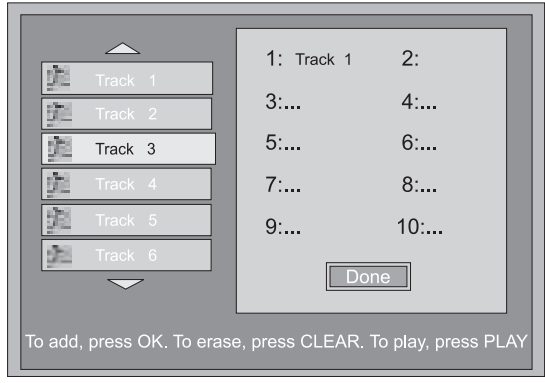 Track 1
Track 2
Track 3
Track 4
Track 5
Track 6
1: Track 1 2:
3:... 4:...
5:... 6:...
7:... 8:...
9:... 10:...
Done
To add, press OK. To erase, press CLEAR. To play, press PLAY